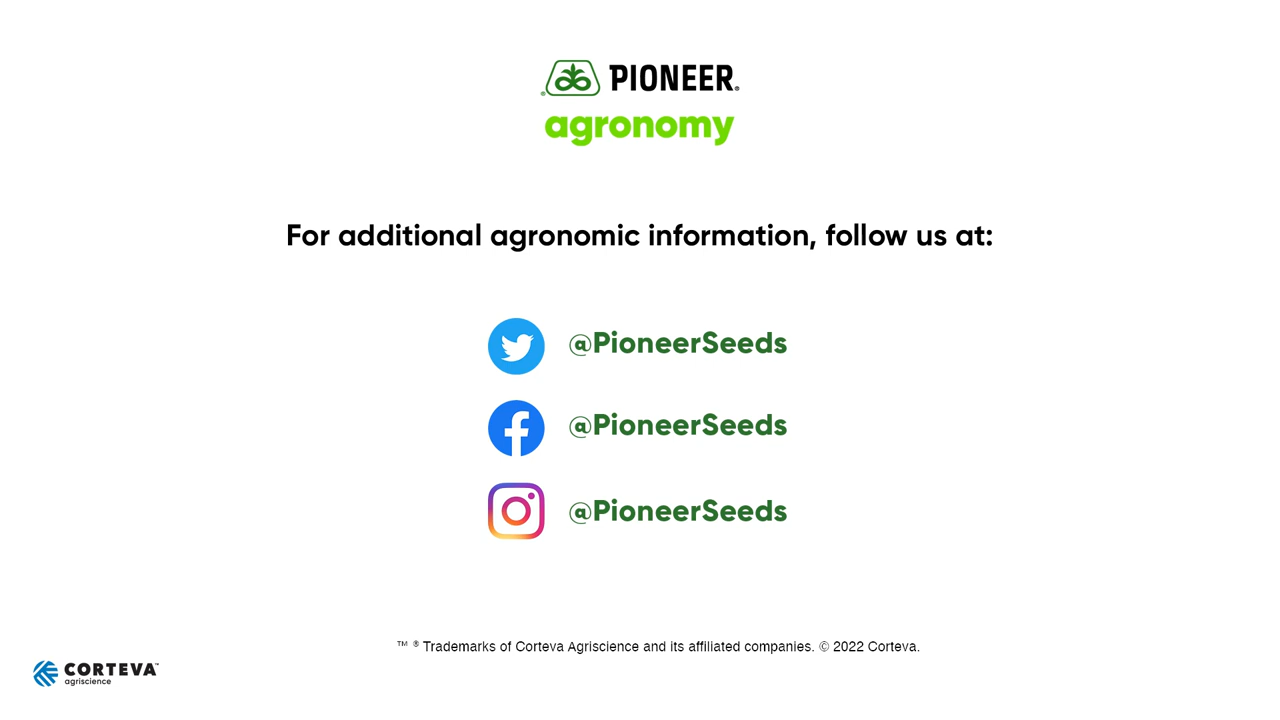 PIONEER®
agronomy
For additional agronomic information, follow us at:
@PioneerSeeds
@PioneerSeeds
@PioneerSeeds
™ ® Trademarks of Corteva Agriscience and its affiliated companies. © 2022 Corteva.
CORTEVA™
agriscience